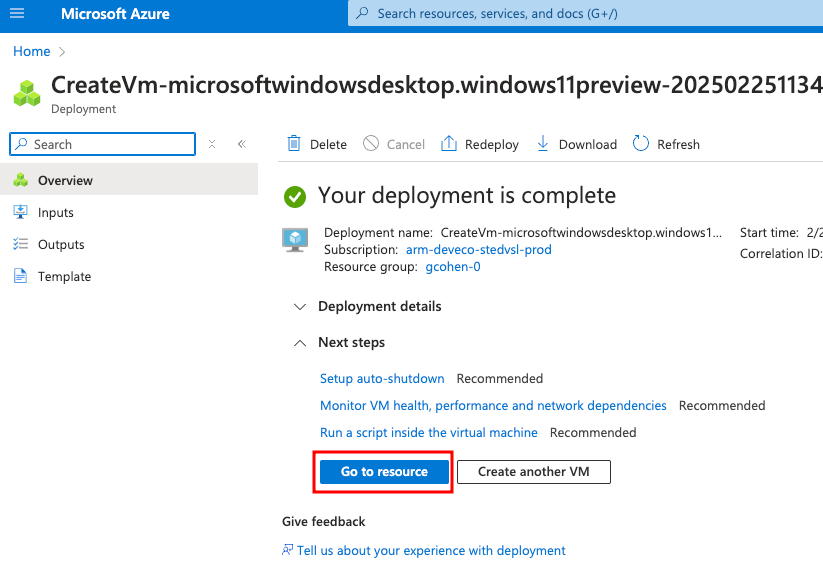 Microsoft Azure
Search resources, services, and docs (G+/)
Home
CreateVm-microsoftwindowsdesktop.windows11preview-202502251134
Deployment
Search
Delete
Cancel
Redeploy
Download
Refresh
Overview
Inputs
Outputs
Template
Your deployment is complete
Deployment name: CreateVm-microsoftwindowsdesktop.windows1...
Subscription: arm-deveco-stedvsl-prod
Resource group: gcohen-0
Start time: 2/2
Correlation ID:
Deployment details
Next steps
Setup auto-shutdown Recommended
Monitor VM health, performance and network dependencies Recommended
Run a script inside the virtual machine Recommended
Go to resource
Create another VM
Give feedback
Tell us about your experience with deployment